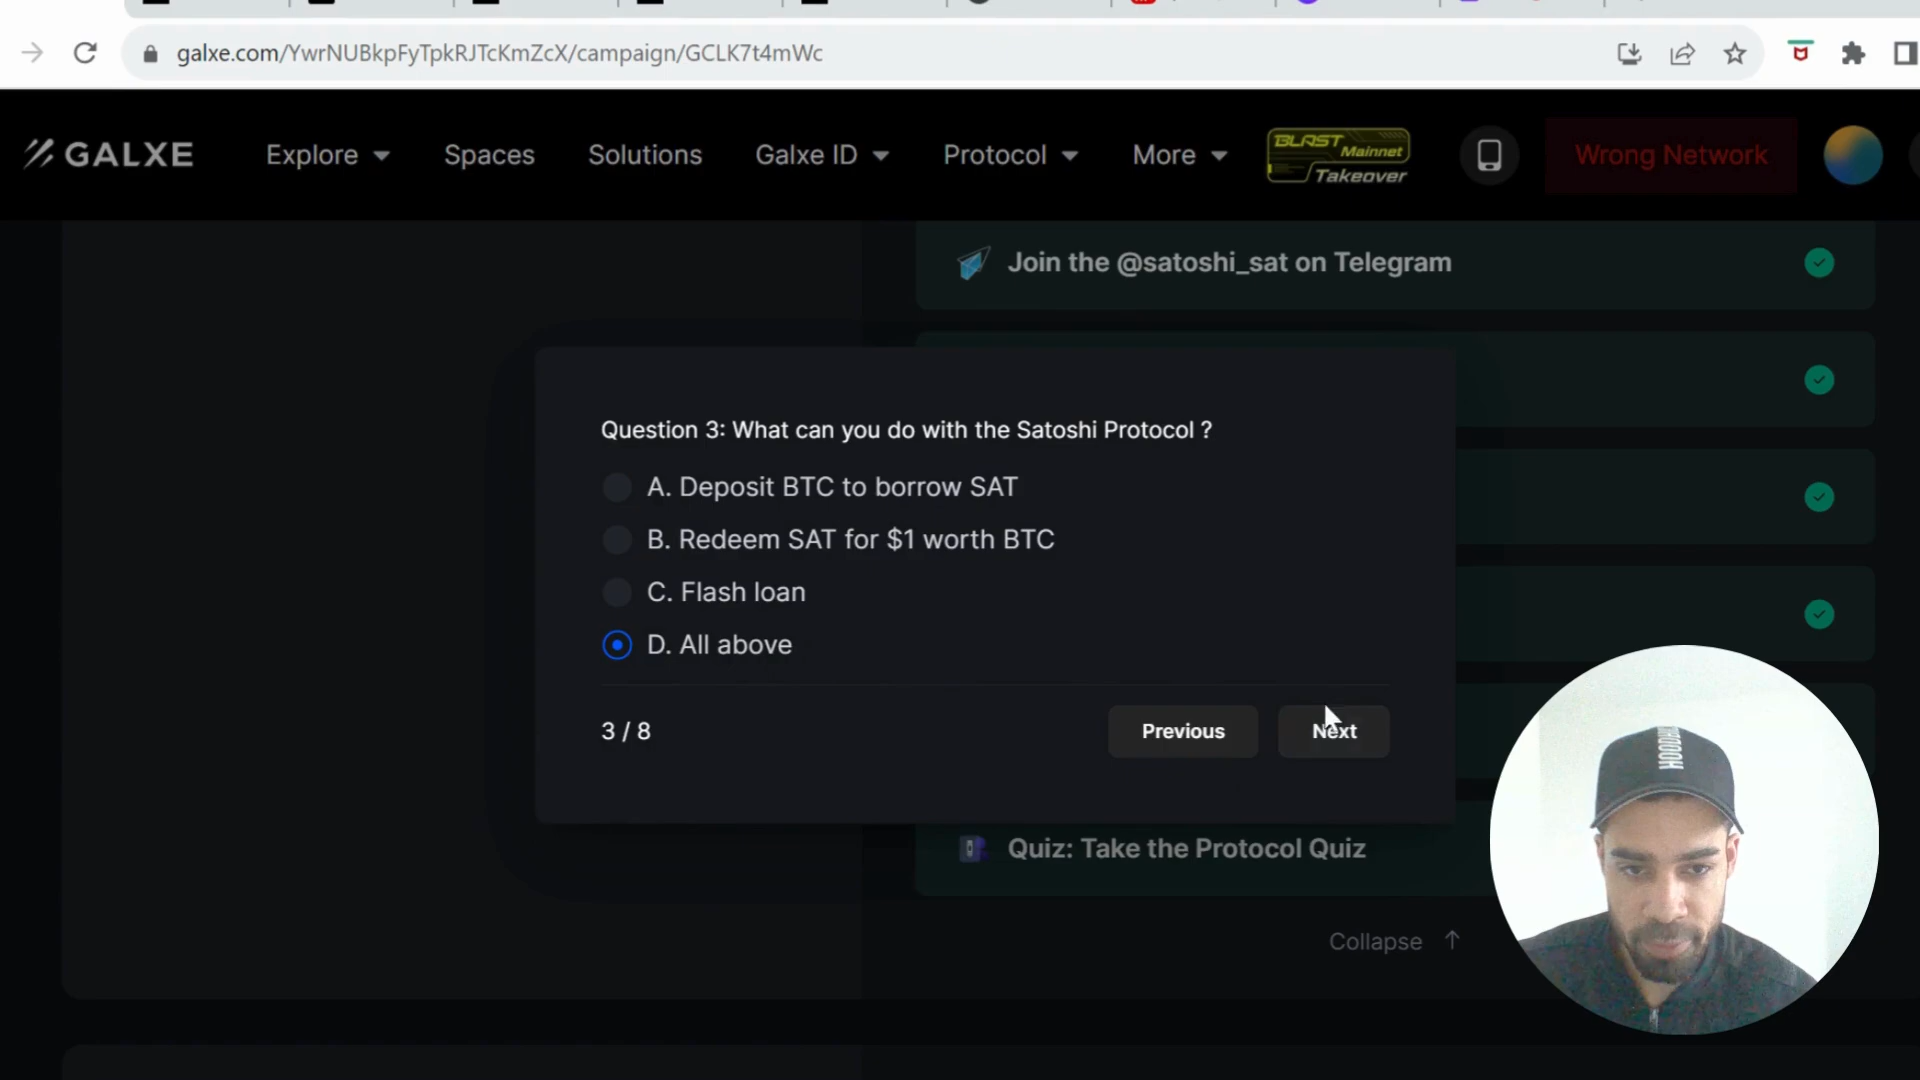 galxe.com/YwrNUBkpFyTpkRJTcKmZcX/campaign/GCLK7t4mWc
GALXE
Explore
Spaces
Solutions
Galxe ID
Protocol
More
BLAST
Mainnet
Takeover
Wrong Network
Join the @satoshi_sat on Telegram
Question 3: What can you do with the Satoshi Protocol ?
A. Deposit BTC to borrow SAT
B. Redeem SAT for $1 worth BTC
C. Flash loan
D. All above
3 / 8
Previous
Next
Quiz: Take the Protocol Quiz
Collapse